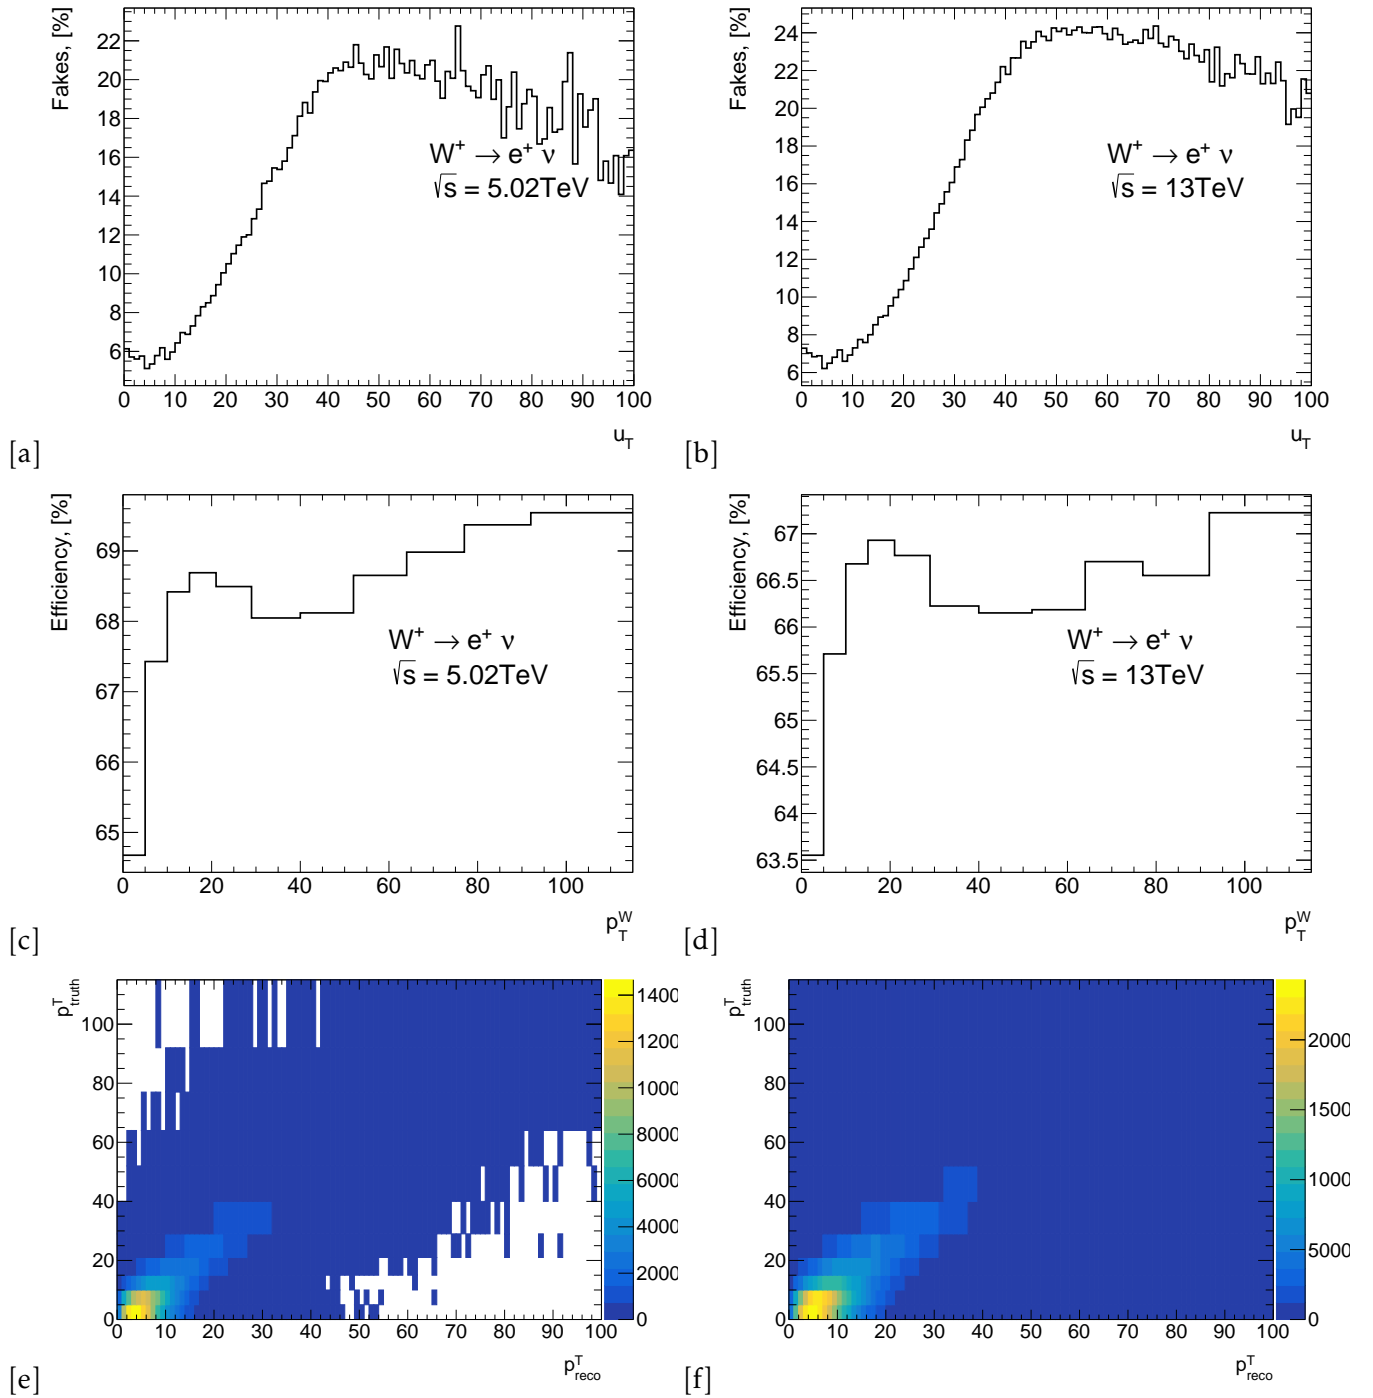 Fakes, [%]
22
20
18
16
14
12
10
8
6
W⁺ → e⁺ ν
√s = 5.02TeV
0 10 20 30 40 50 60 70 80 90 100
u_T
[a]
Fakes, [%]
24
22
20
18
16
14
12
10
8
6
W⁺ → e⁺ ν
√s = 13TeV
0 10 20 30 40 50 60 70 80 90 100
u_T
[b]
Efficiency, [%]
69
68
67
66
65
W⁺ → e⁺ ν
√s = 5.02TeV
0 20 40 60 80 100
p_T^W
[c]
Efficiency, [%]
67
66.5
66
65.5
65
64.5
64
63.5
W⁺ → e⁺ ν
√s = 13TeV
0 20 40 60 80 100
p_T^W
[d]
p^T_truth
100
80
60
40
20
0
0 10 20 30 40 50 60 70 80 90 100
p^T_reco
1400
1200
1000
8000
6000
4000
2000
0
[e]
p^T_truth
100
80
60
40
20
0
0 10 20 30 40 50 60 70 80 90 100
p^T_reco
2000
1500
1000
5000
0
[f]